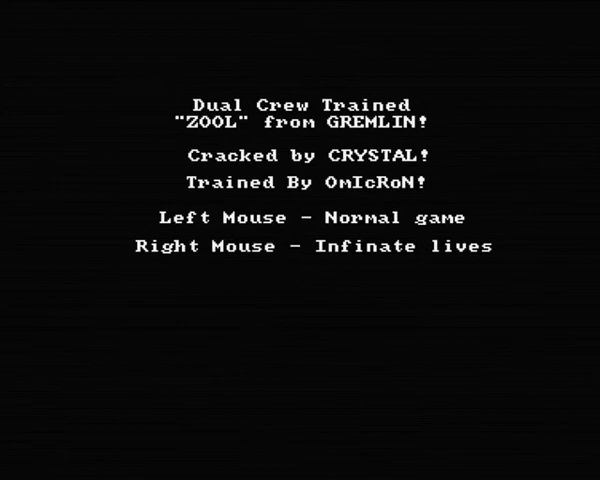 Dual Crew Trained
"ZOOL" from GREMLIN!
Cracked by CRYSTAL!
Trained By OmIcRoN!
Left Mouse - Normal game
Right Mouse - Infinate lives